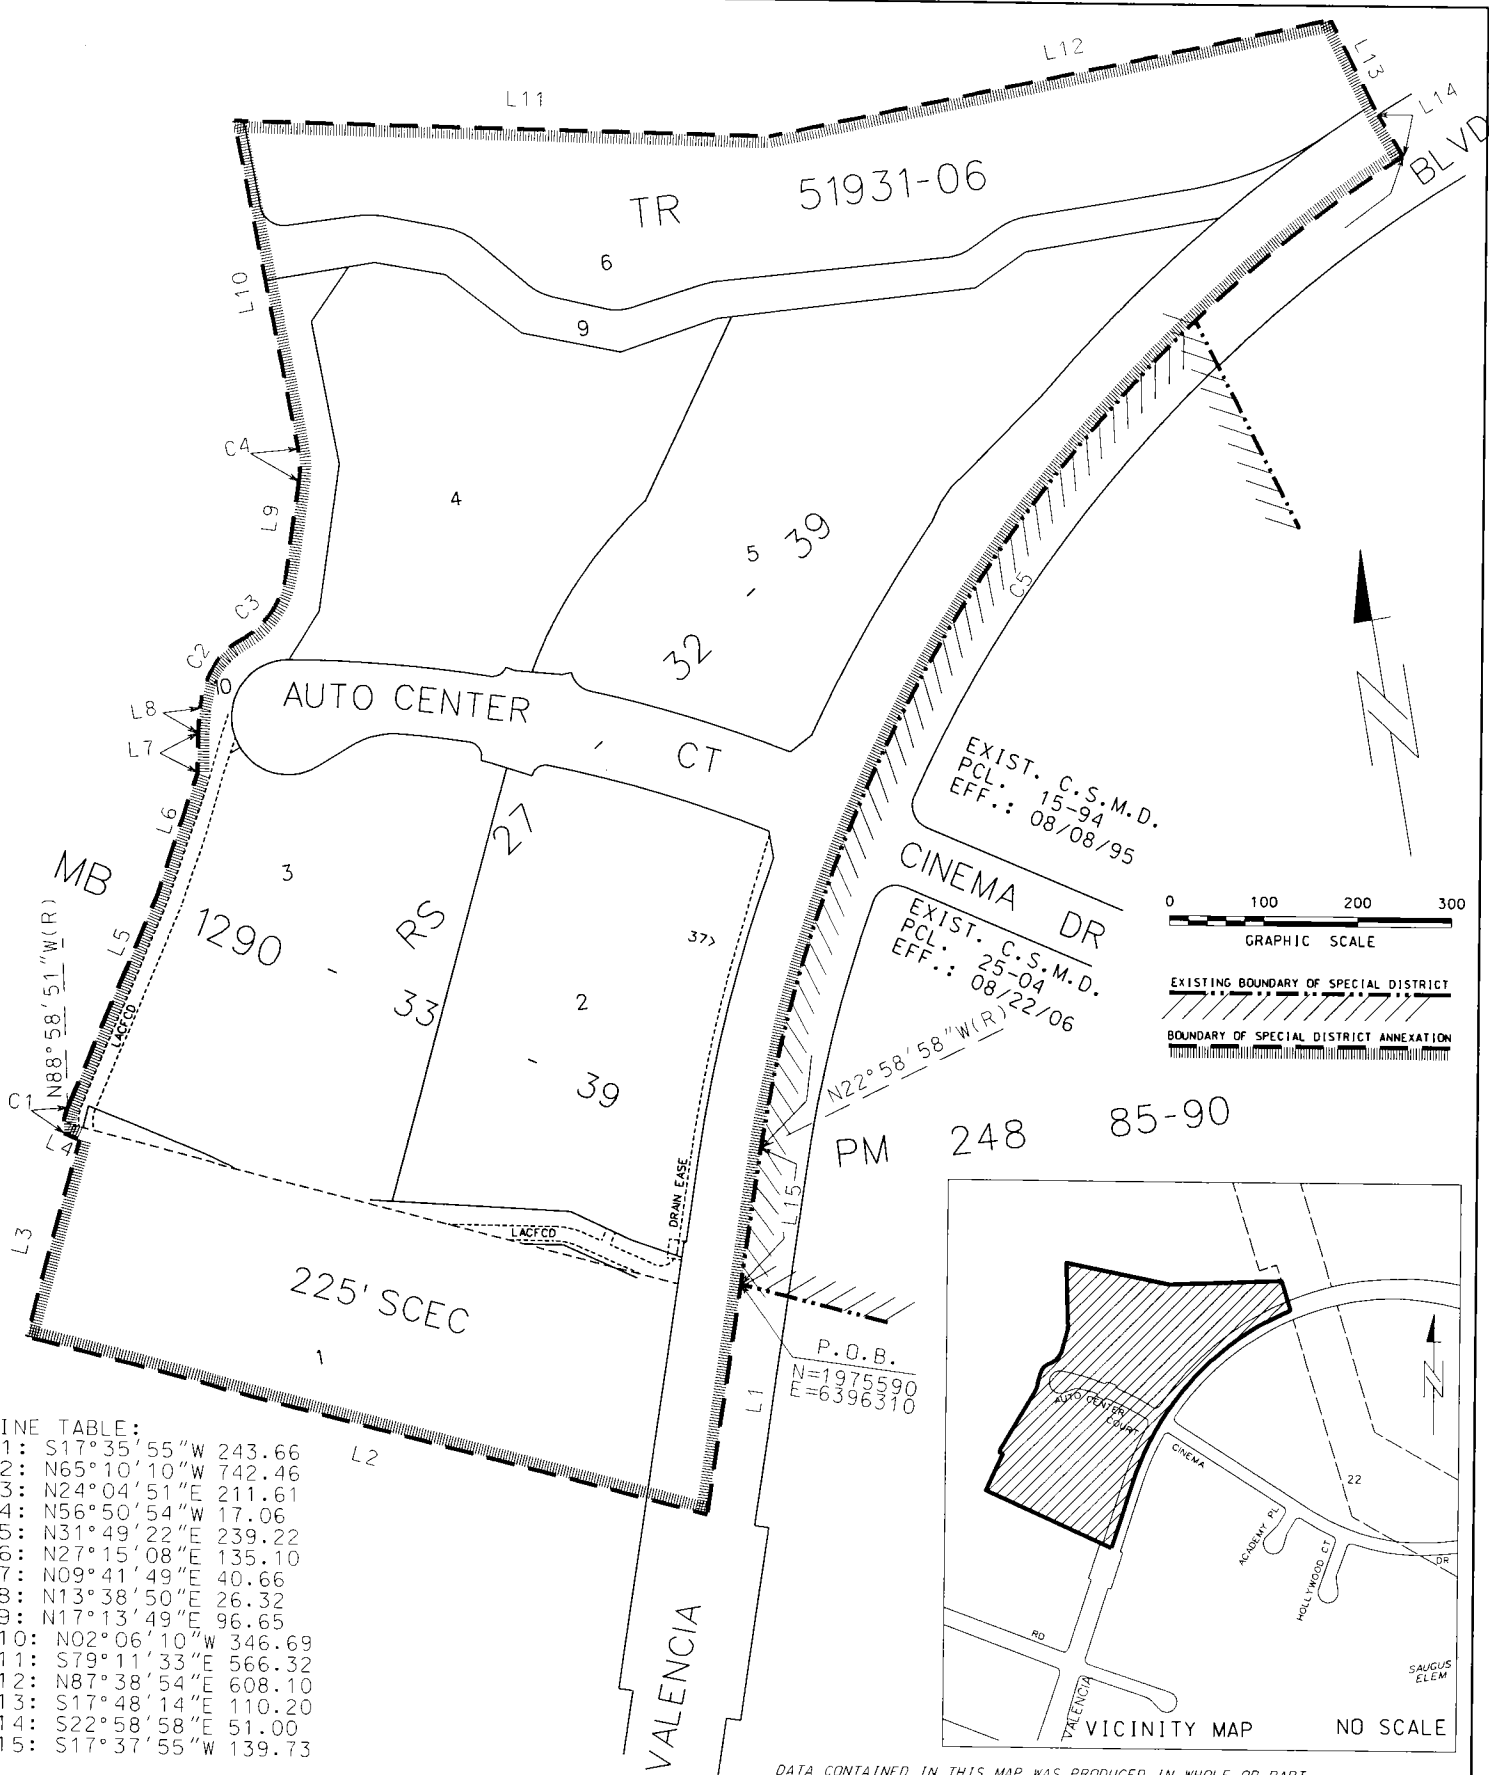 L12
L13
L11
L14
BLVD
TR 51931-06
6
L10
9
C4
4
L9
5
39
-
C5
C3
32
C2
10
AUTO CENTER
CT
L8
L7
EXIST. C.S.M.D.
PCL. 15-94
EFF.: 08/08/95
L6
27
CINEMA DR
MB
3
0 100 200 300
GRAPHIC SCALE
EXIST. C.S.M.D.
PCL. 25-04
EFF.: 08/22/06
1290
-
RS
33
37
L5
N88°58'51"W(R)
2
-
39
EXISTING BOUNDARY OF SPECIAL DISTRICT
BOUNDARY OF SPECIAL DISTRICT ANNEXATION
LACFCD
N22°58'58"W(R)
C1
L4
PM 248 85-90
DRAIN EASE
L15
L3
LACFCD
225' SCEC
1
P.O.B.
N=1975590
E=6396310
L1
L2
INE TABLE:
1: S17°35'55"W 243.66
2: N65°10'10"W 742.46
3: N24°04'51"E 211.61
4: N56°50'54"W 17.06
5: N31°49'22"E 239.22
6: N27°15'08"E 135.10
7: N09°41'49"E 40.66
8: N13°38'50"E 26.32
9: N17°13'49"E 96.65
10: N02°06'10"W 346.69
11: S79°11'33"E 566.32
12: N87°38'54"E 608.10
13: S17°48'14"E 110.20
14: S22°58'58"E 51.00
15: S17°37'55"W 139.73
VALENCIA
AUTO CENTER
COURT
CINEMA
22
ACADEMY PL
HOLLYWOOD CT
DR
RD
SAUGUS
ELEM
VALENCIA
VICINITY MAP NO SCALE
DATA CONTAINED IN THIS MAP WAS PRODUCED IN WHOLE OR PART